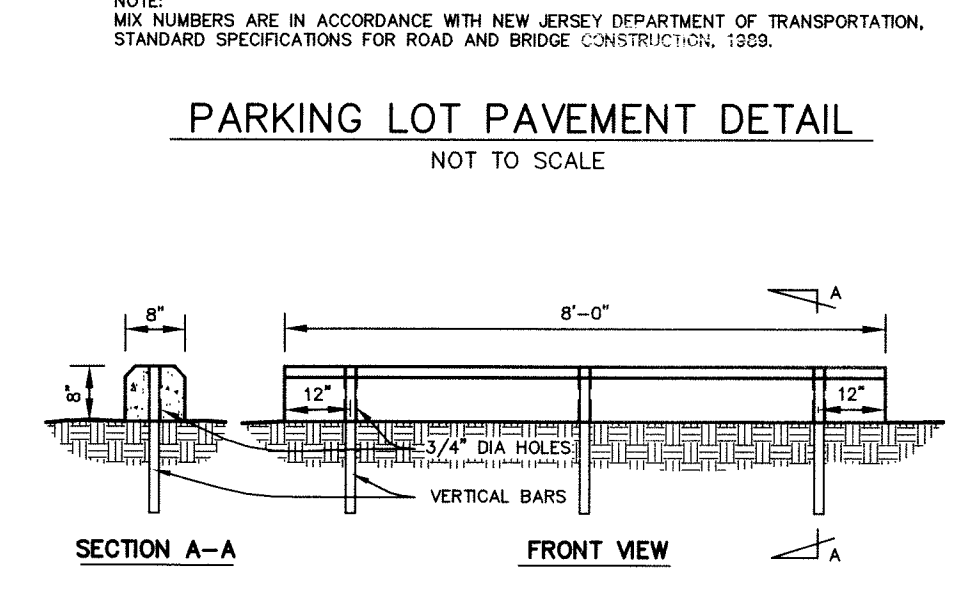 NOTE:
MIX NUMBERS ARE IN ACCORDANCE WITH NEW JERSEY DEPARTMENT OF TRANSPORTATION,
STANDARD SPECIFICATIONS FOR ROAD AND BRIDGE CONSTRUCTION, 1989.
PARKING LOT PAVEMENT DETAIL
NOT TO SCALE
A
8"
8'-0"
8"
12"
12"
3/4" DIA HOLES
VERTICAL BARS
SECTION A-A
FRONT VIEW
A